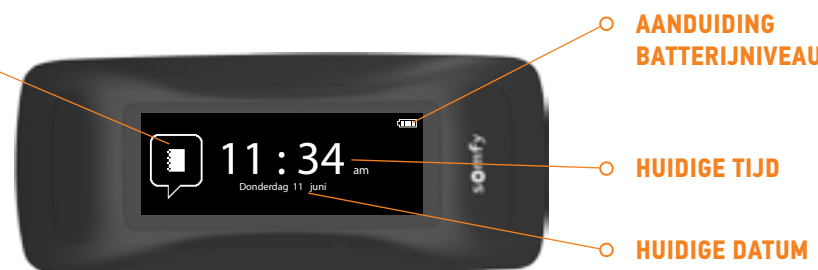 AANDUIDING
BATTERIJNIVEAU
11 : 34 am
Donderdag 11 juni
somfy
HUIDIGE TIJD
HUIDIGE DATUM